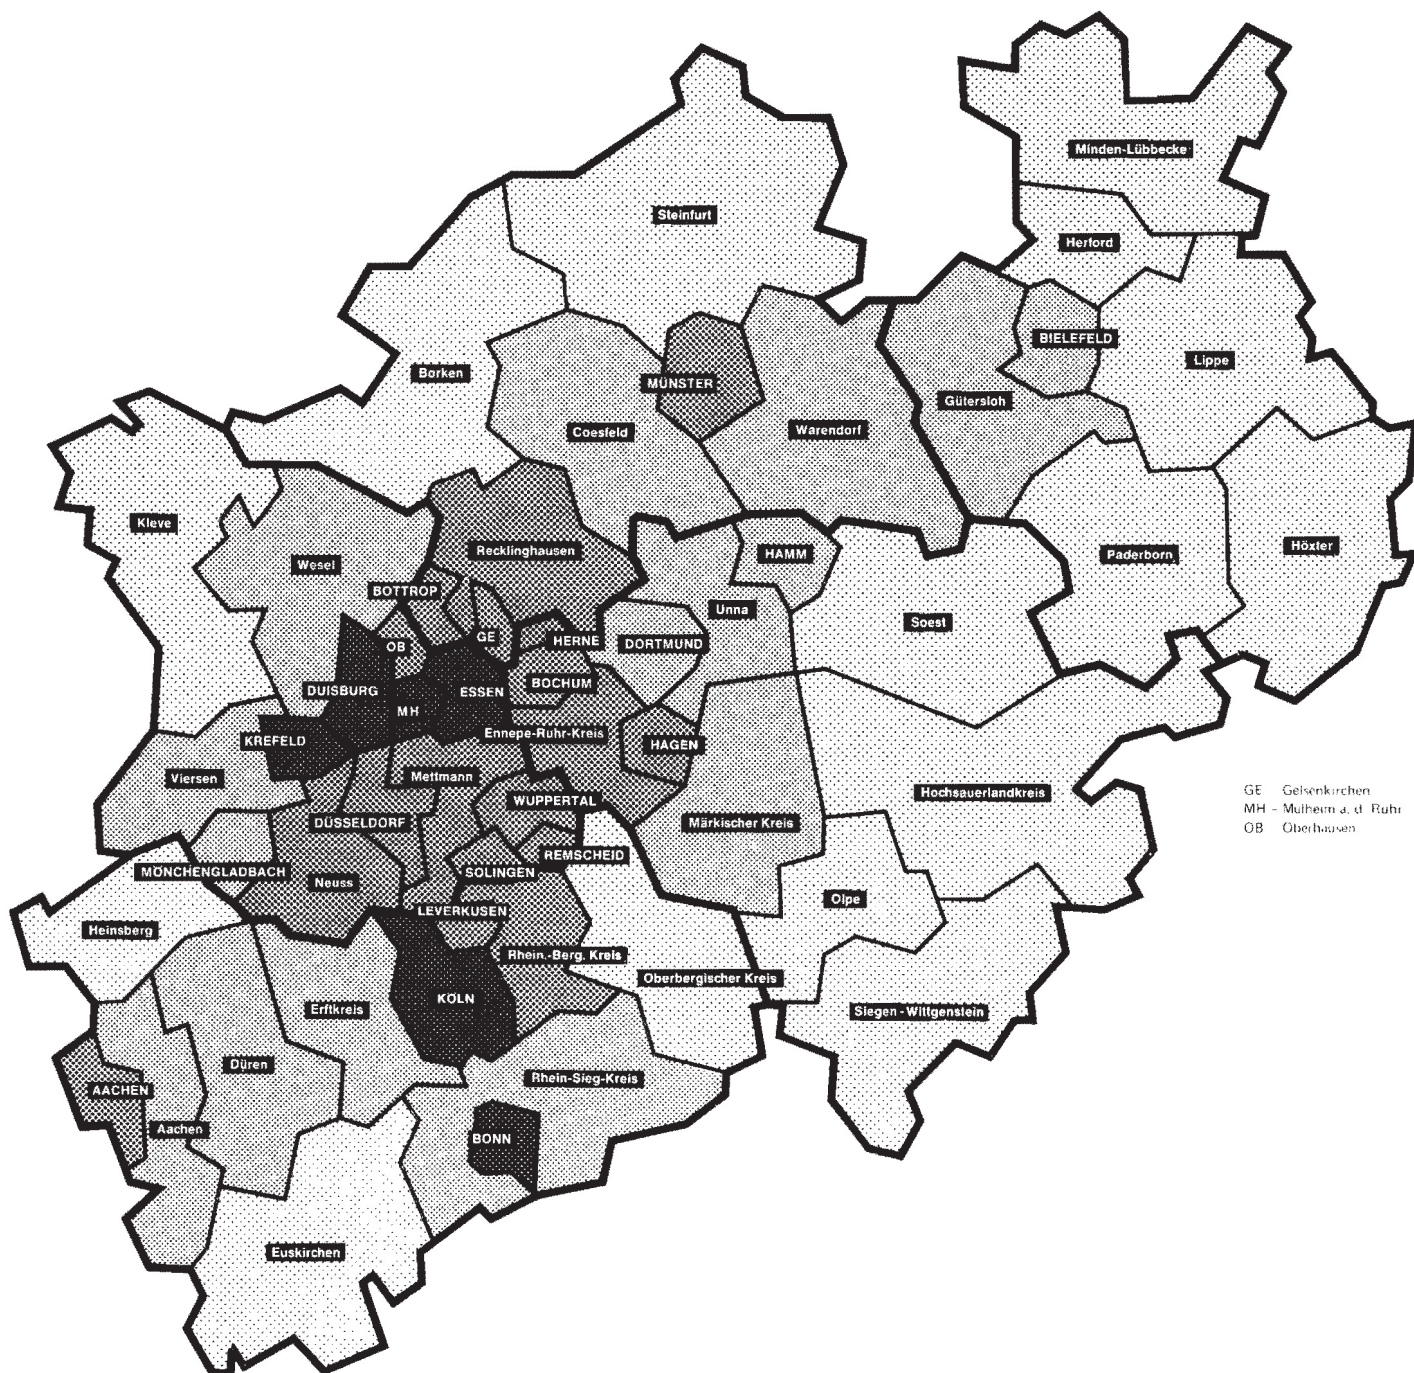 Minden-Lübbecke
Steinfurt
Herford
BIELEFELD
Lippe
Borken
MÜNSTER
Gütersloh
Coesfeld
Warendorf
Kleve
Recklinghausen
HAMM
Paderborn
Höxter
Wesel
BOTTROP
Unna
Soest
GE
HERNE
DORTMUND
OB
DUISBURG
ESSEN
BOCHUM
MH
KREFELD
Ennepe-Ruhr-Kreis
HAGEN
Viersen
Mettmann
Hochsauerlandkreis
WUPPERTAL
DÜSSELDORF
Märkischer Kreis
GE Gelsenkirchen
MH - Mülheim a. d. Ruhr
OB Oberhausen
REMSCHEID
MÖNCHENGLADBACH
Neuss
SOLINGEN
Olpe
LEVERKUSEN
Heinsberg
Rhein.-Berg. Kreis
Oberbergischer Kreis
KÖLN
Erftkreis
Siegen-Wittgenstein
Düren
Rhein-Sieg-Kreis
AACHEN
Aachen
BONN
Euskirchen